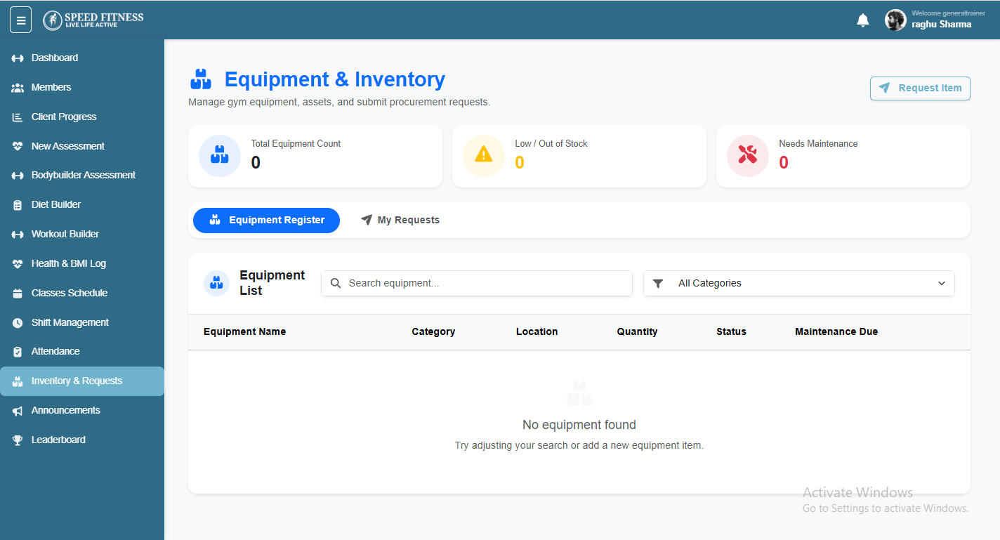 SPEED FITNESS
LIVE LIFE ACTIVE
Welcome generaltrainer
raghu Sharma
Dashboard
Members
Client Progress
New Assessment
Bodybuilder Assessment
Diet Builder
Workout Builder
Health & BMI Log
Classes Schedule
Shift Management
Attendance
Inventory & Requests
Announcements
Leaderboard
Equipment & Inventory
Manage gym equipment, assets, and submit procurement requests.
Request Item
Total Equipment Count
0
Low / Out of Stock
0
Needs Maintenance
0
Equipment Register
My Requests
Equipment
List
Search equipment...
All Categories
Equipment Name Category Location Quantity Status Maintenance Due
No equipment found
Try adjusting your search or add a new equipment item.
Activate Windows
Go to Settings to activate Windows.